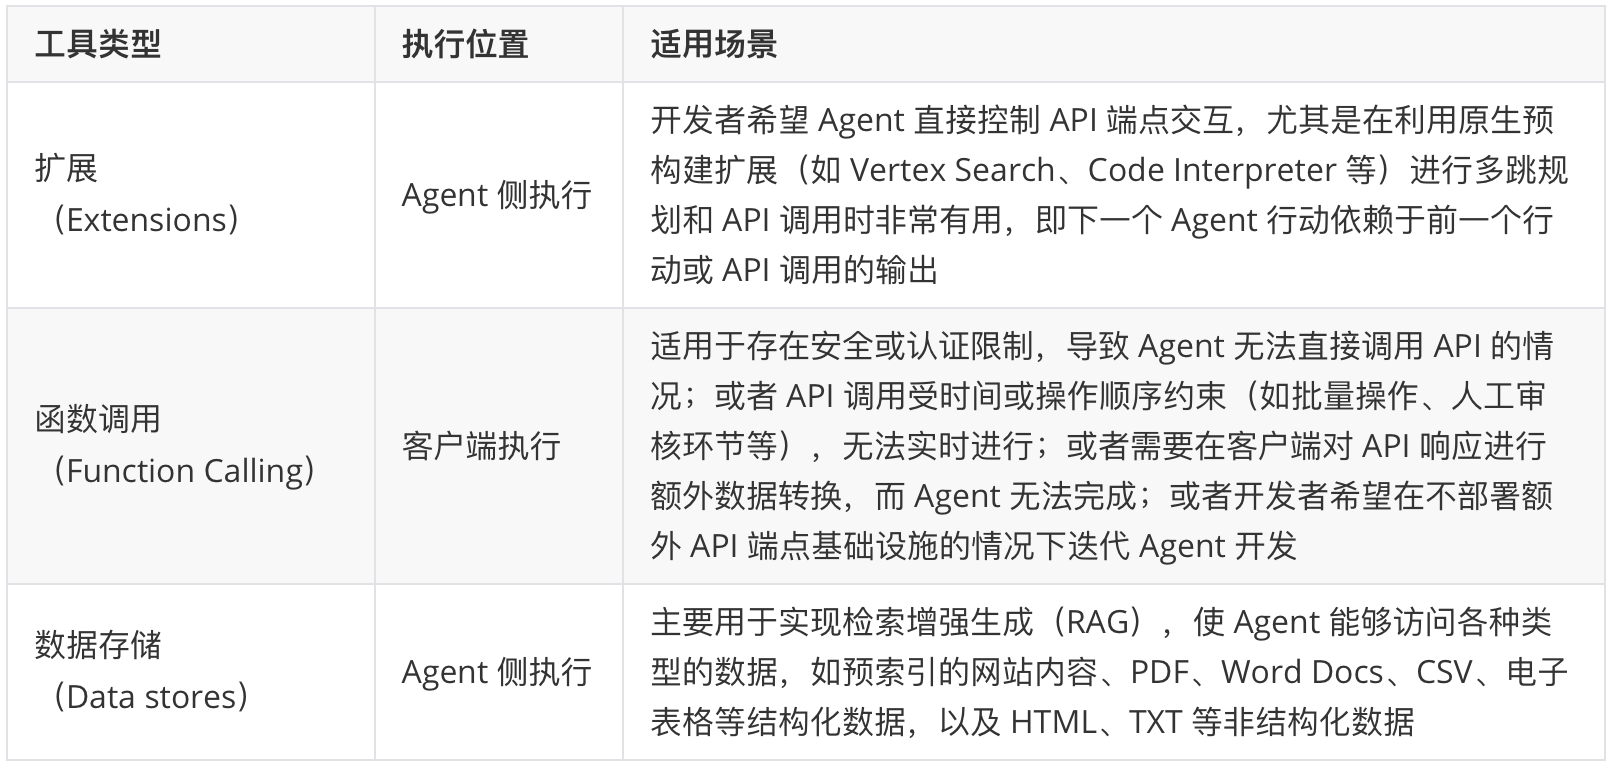 工具类型
执行位置
适用场景
扩展
（Extensions）
Agent 侧执行
开发者希望 Agent 直接控制 API 端点交互，尤其是在利用原生预
构建扩展（如 Vertex Search、Code Interpreter 等）进行多跳规
划和 API 调用时非常有用，即下一个 Agent 行动依赖于前一个行
动或 API 调用的输出
函数调用
（Function Calling）
客户端执行
适用于存在安全或认证限制，导致 Agent 无法直接调用 API 的情
况；或者 API 调用受时间或操作顺序约束（如批量操作、人工审
核环节等），无法实时进行；或者需要在客户端对 API 响应进行
额外数据转换，而 Agent 无法完成；或者开发者希望在不部署额
外 API 端点基础设施的情况下迭代 Agent 开发
数据存储
（Data stores）
Agent 侧执行
主要用于实现检索增强生成（RAG），使 Agent 能够访问各种类
型的数据，如预索引的网站内容、PDF、Word Docs、CSV、电子
表格等结构化数据，以及 HTML、TXT 等非结构化数据